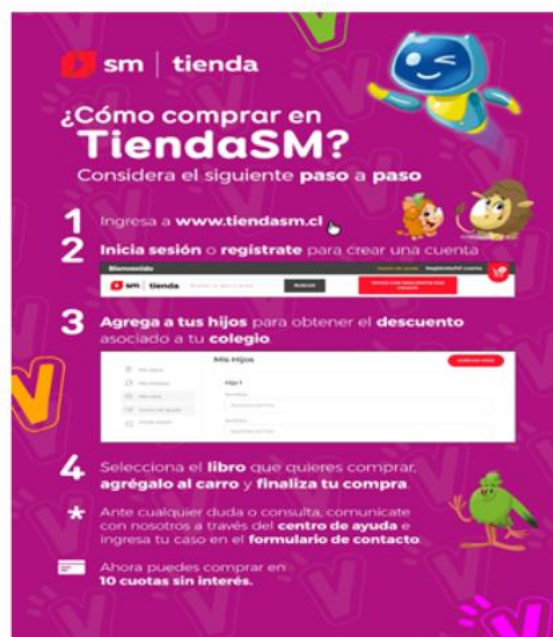 sm | tienda
¿Cómo comprar en
TiendaSM?
Considera el siguiente paso a paso
1 Ingresa a www.tiendasm.cl
2 Inicia sesión o regístrate para crear una cuenta
Bienvenido
sm tienda
BUSCAR
3 Agrega a tus hijos para obtener el descuento
asociado a tu colegio
Mis Hijos
Hijo 1
4 Selecciona el libro que quieres comprar,
agrégalo al carro y finaliza tu compra.
* Ante cualquier duda o consulta, comunícate
con nosotros a través del centro de ayuda e
ingresa tu caso en el formulario de contacto.
Ahora puedes comprar en
10 cuotas sin interés.